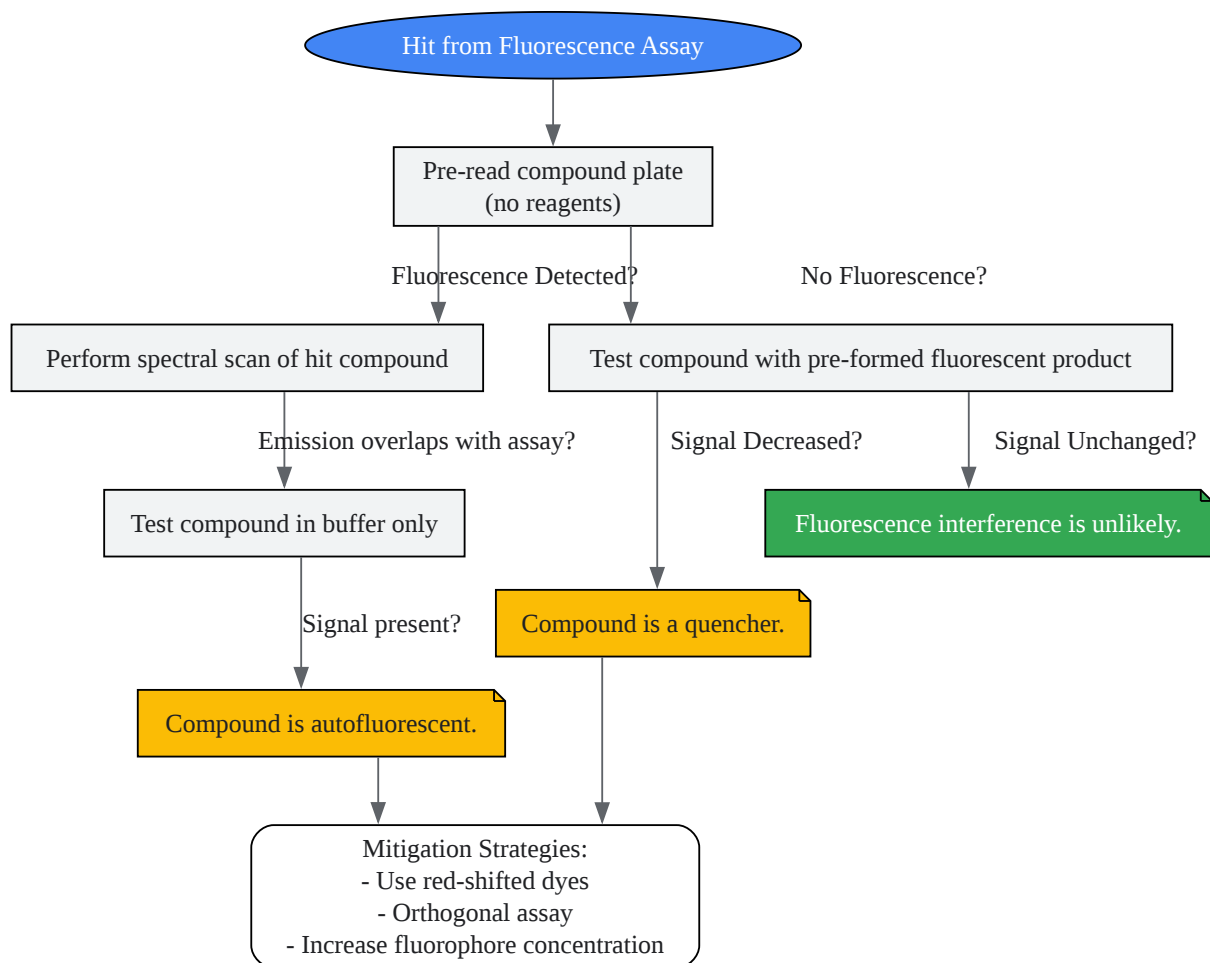 Hit from Fluorescence Assay
Pre-read compound plate
(no reagents)
Fluorescence Detected?
No Fluorescence?
Perform spectral scan of hit compound
Test compound with pre-formed fluorescent product
Emission overlaps with assay?
Signal Decreased?
Signal Unchanged?
Test compound in buffer only
Fluorescence interference is unlikely.
Signal present?
Compound is a quencher.
Compound is autofluorescent.
Mitigation Strategies:
- Use red-shifted dyes
- Orthogonal assay
- Increase fluorophore concentration